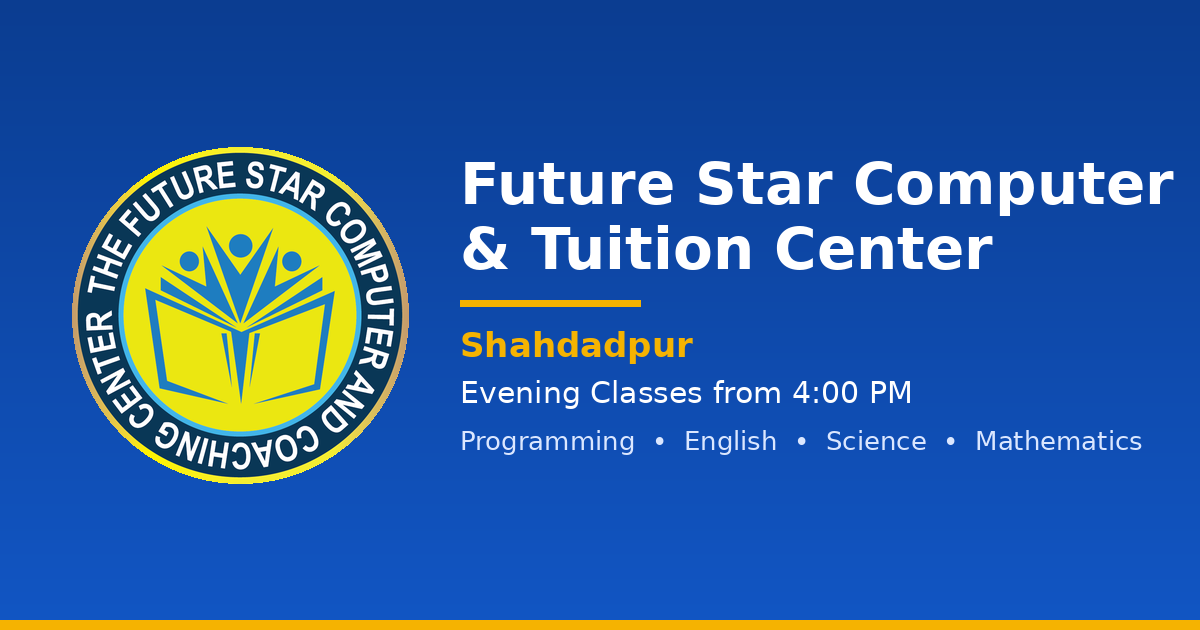 THE FUTURE STAR COMPUTER AND COACHING CENTER
Future Star Computer
& Tuition Center
Shahdadpur
Evening Classes from 4:00 PM
Programming • English • Science • Mathematics